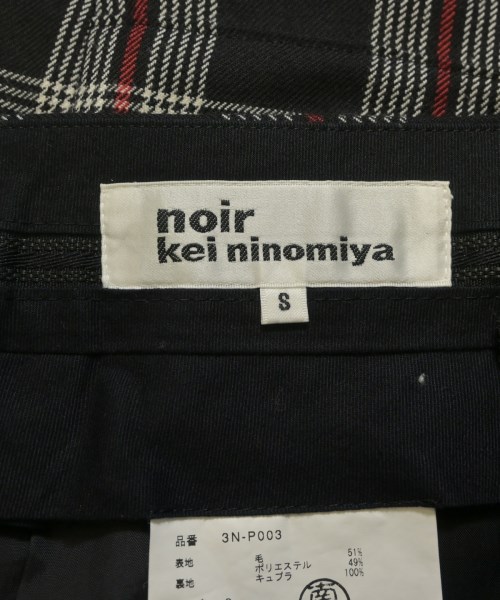 noir
kei ninomiya
S
品番 3N-P003
表地 毛 51%
ポリエステル 49%
裏地 キュプラ 100%
南